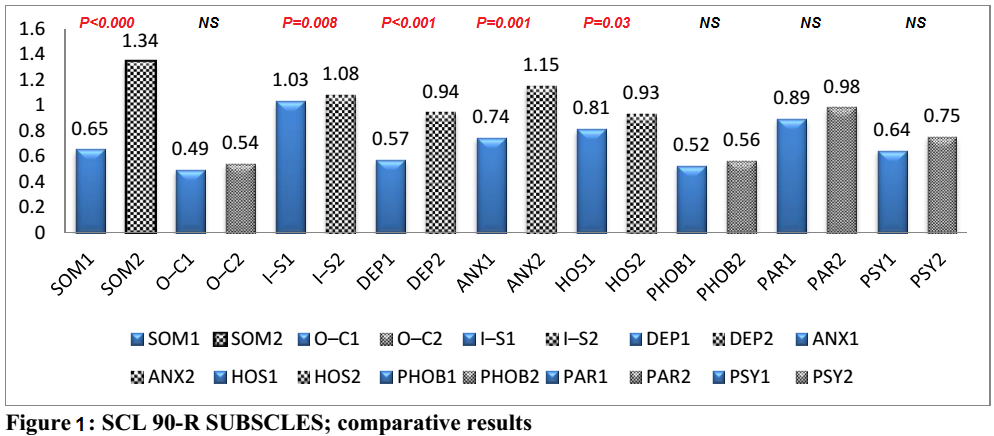 P<0.000 NS P=0.008 P<0.001 P=0.001 P=0.03 NS NS NS
1.6
1.4
1.2
1
0.8
0.6
0.4
0.2
0
0.65 1.34 0.49 0.54 1.03 1.08 0.57 0.94 0.74 1.15 0.81 0.93 0.52 0.56 0.89 0.98 0.64 0.75
SOM1 SOM2 O–C1 O–C2 I–S1 I–S2 DEP1 DEP2 ANX1 ANX2 HOS1 HOS2 PHOB1 PHOB2 PAR1 PAR2 PSY1 PSY2
SOM1 SOM2 O–C1 O–C2 I–S1 I–S2 DEP1 DEP2 ANX1
ANX2 HOS1 HOS2 PHOB1 PHOB2 PAR1 PAR2 PSY1 PSY2
Figure 1: SCL 90-R SUBSCLES; comparative results